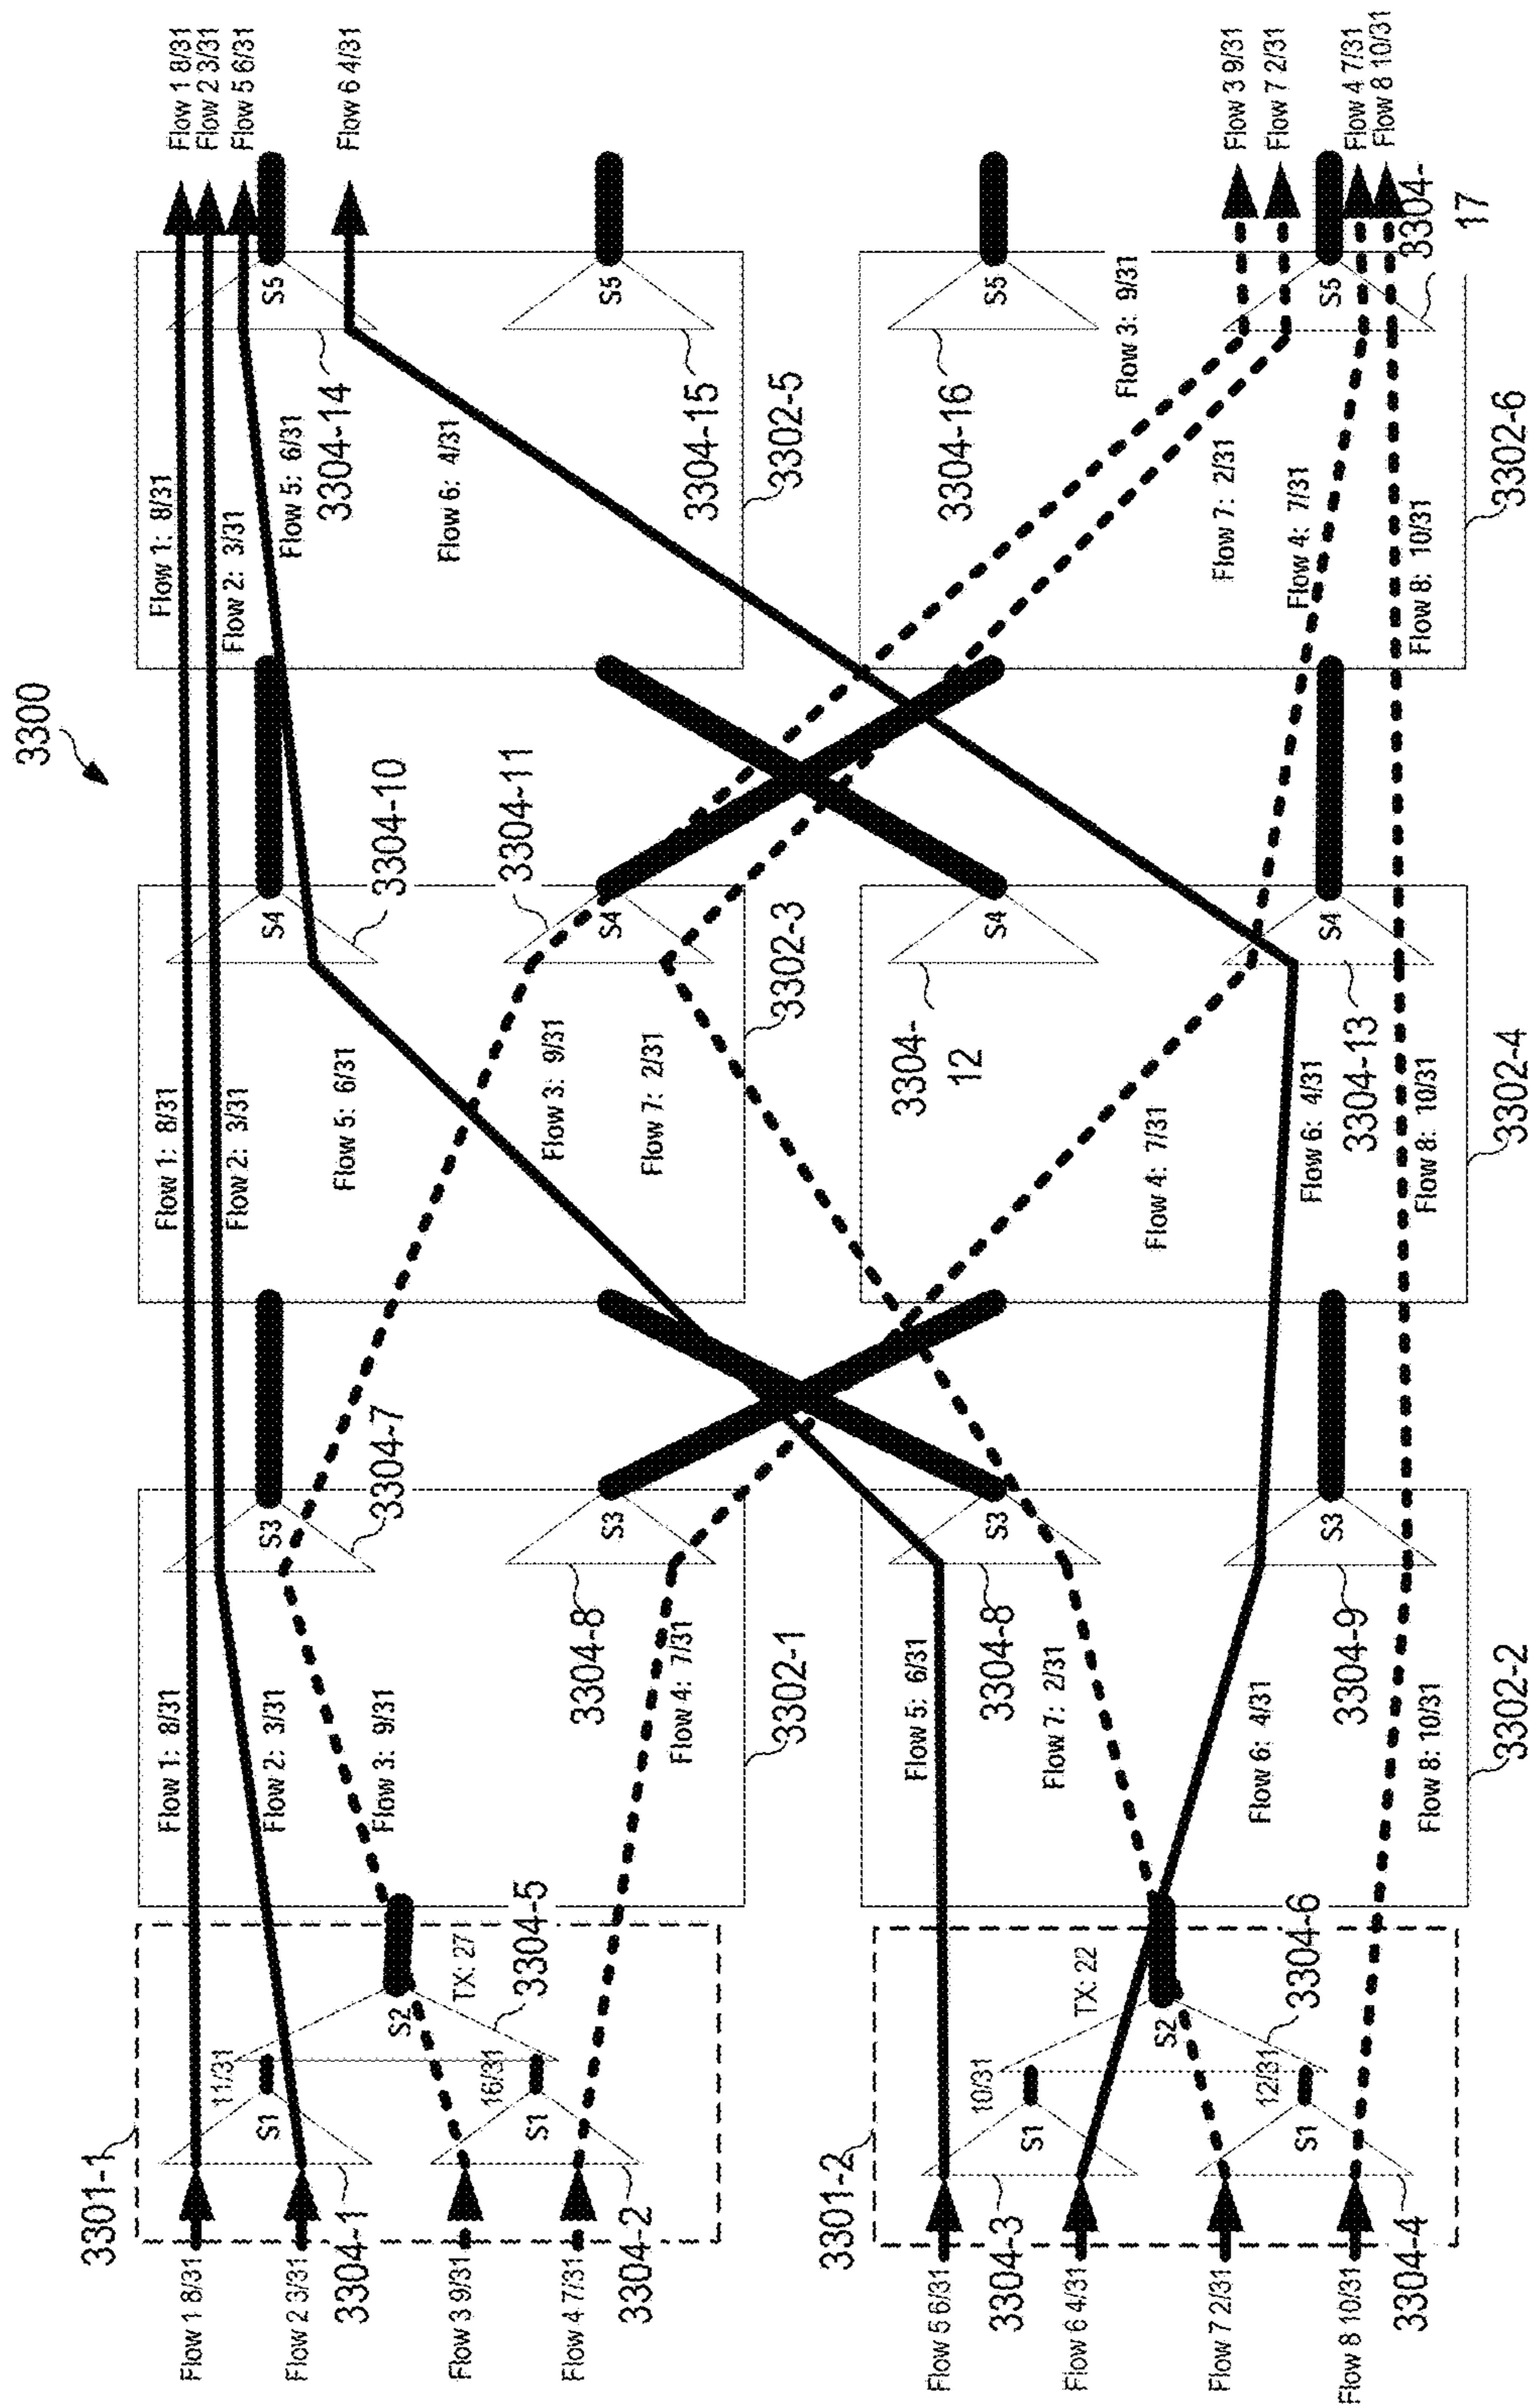 3300
3301-1
Flow 1 8/31
Flow 2 3/31
3304-1
Flow 3 9/31
Flow 4 7/31
3304-2
S1
11/31
S1
16/31
S2
TX: 27
3304-5
3301-2
Flow 5 6/31
3304-3
Flow 6 4/31
Flow 7 2/31
Flow 8 10/31
3304-4
S1
10/31
S1
12/31
S2
TX: 22
3304-6
Flow 1: 8/31
Flow 2: 3/31
Flow 3: 9/31
Flow 4: 7/31
S3
3304-7
S3
3304-8
3302-1
Flow 5: 6/31
Flow 7: 2/31
Flow 6: 4/31
Flow 8: 10/31
S3
3304-8
S3
3304-9
3302-2
Flow 1: 8/31
Flow 2: 3/31
Flow 5: 6/31
Flow 3: 9/31
Flow 7: 2/31
S4
3304-10
S4
3304-11
3302-3
3304-
12
S4
Flow 4: 7/31
Flow 6: 4/31
3304-13
S4
Flow 8: 10/31
3302-4
Flow 1: 8/31
Flow 2: 3/31
Flow 5: 6/31
Flow 6: 4/31
S5
3304-14
S5
3304-15
3302-5
S5
3304-16
Flow 3: 9/31
Flow 7: 2/31
Flow 4: 7/31
Flow 8: 10/31
S5
3304-
17
3302-6
Flow 1 8/31
Flow 2 3/31
Flow 5 6/31
Flow 6 4/31
Flow 3 9/31
Flow 7 2/31
Flow 4 7/31
Flow 8 10/31